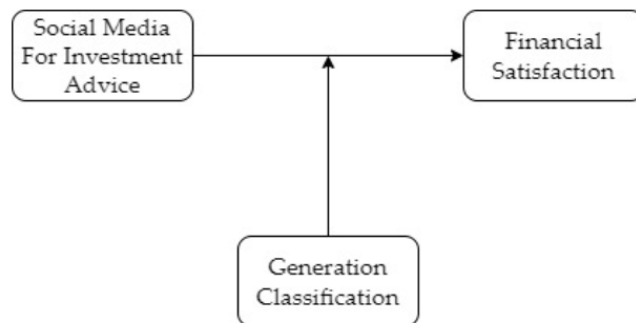 Social Media
For Investment
Advice
Financial
Satisfaction
Generation
Classification